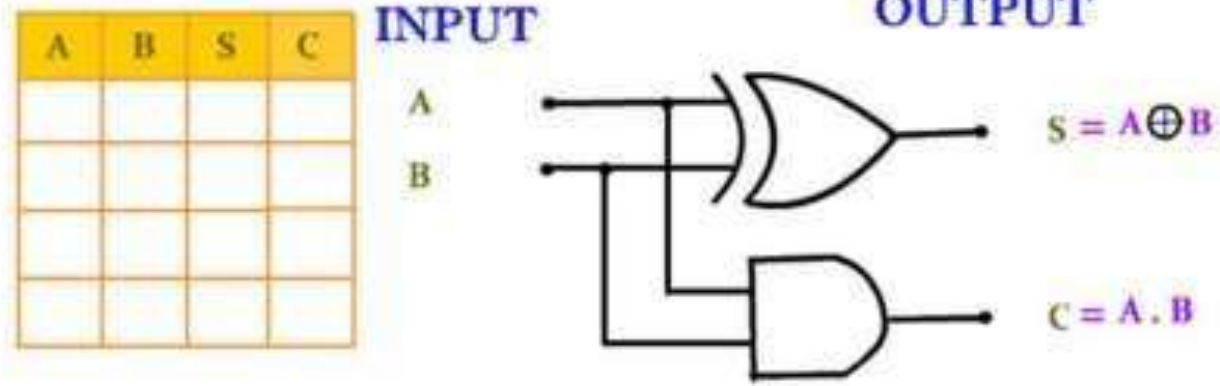 A B S C
INPUT
OUTPUT
A
B
S = A⊕B
C = A . B